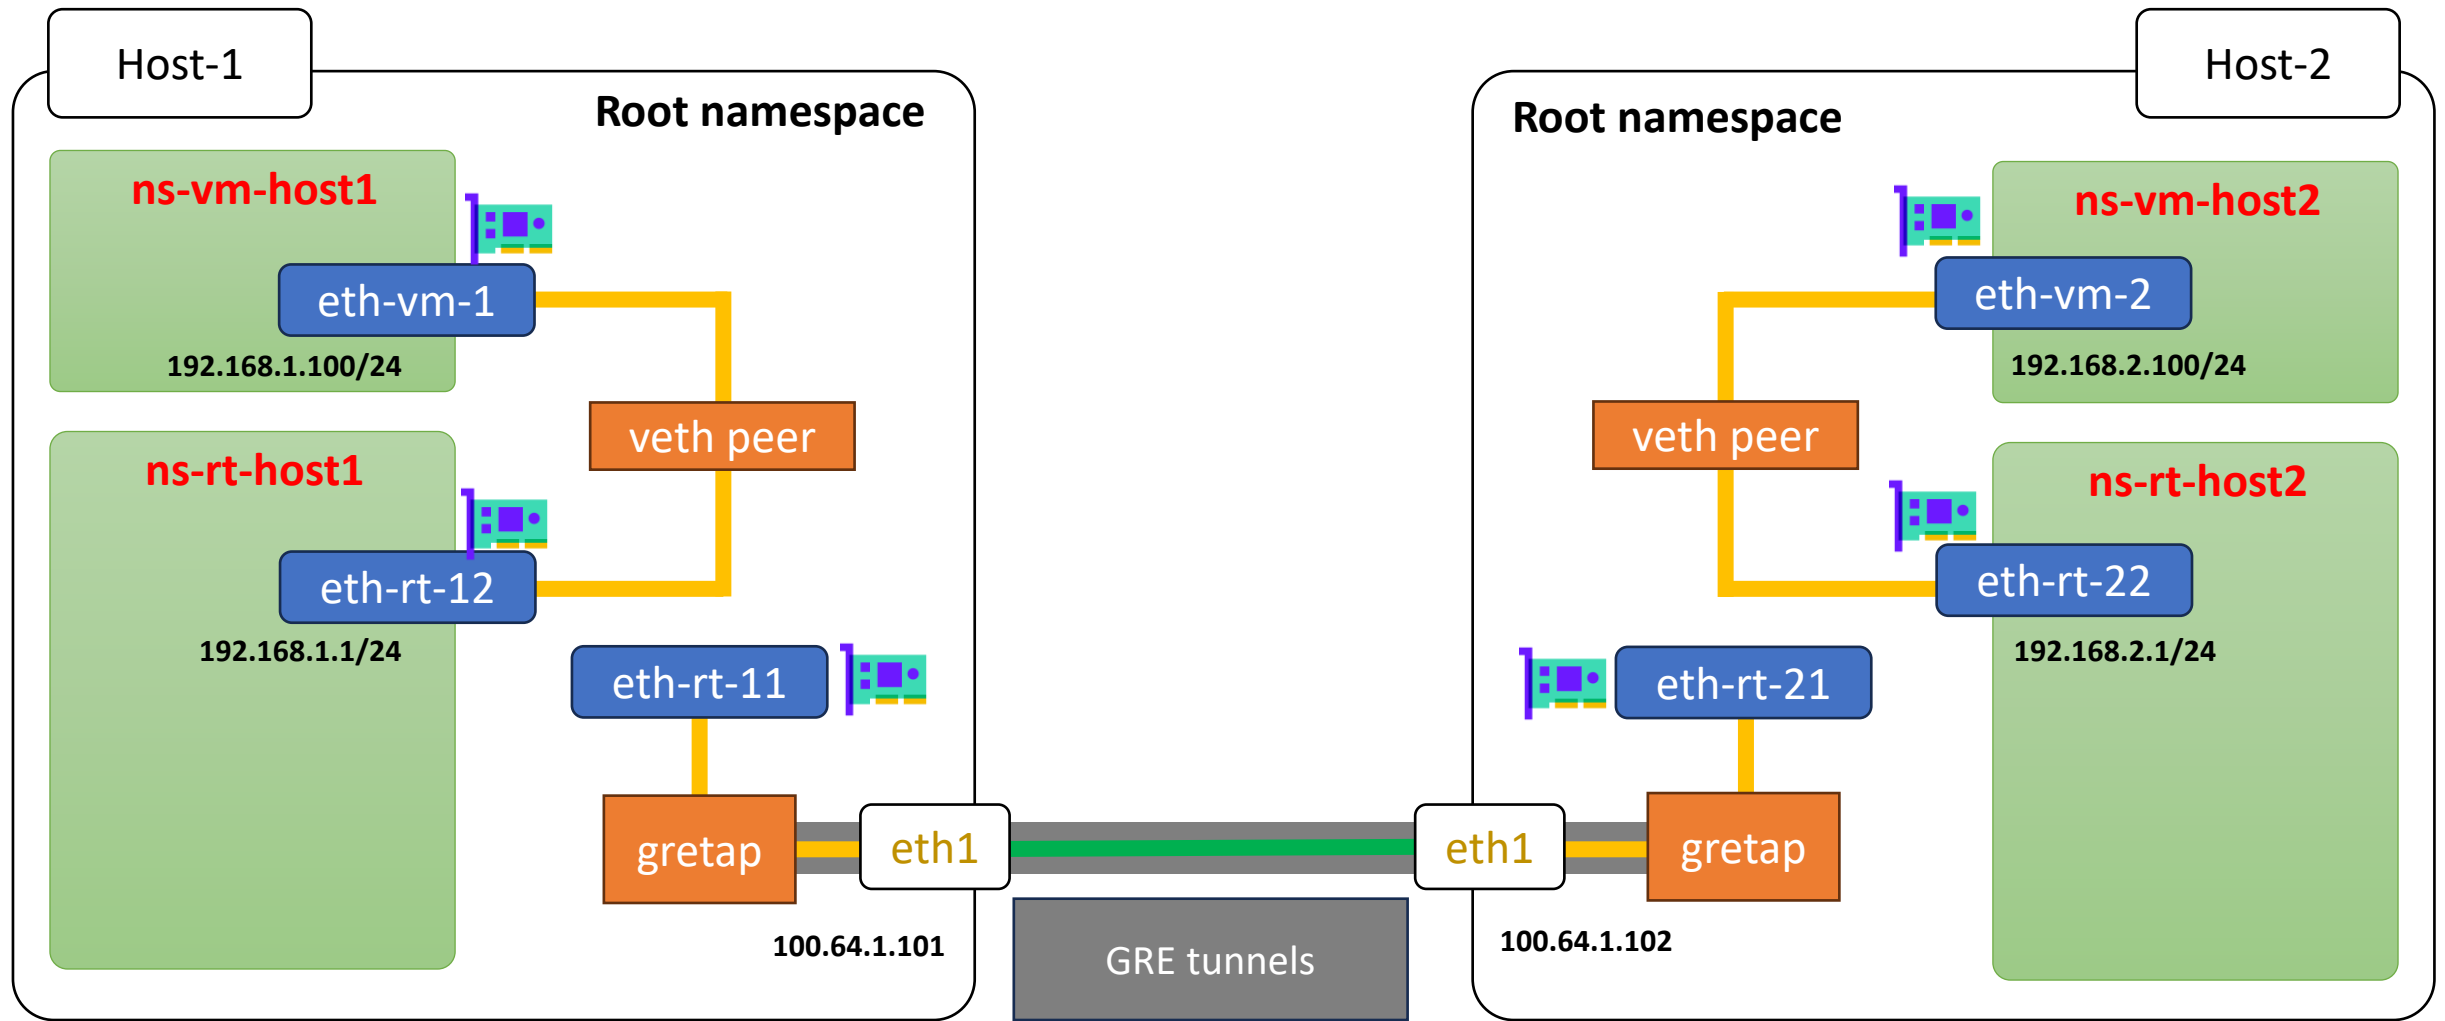 Host-1
Root namespace
ns-vm-host1
eth-vm-1
192.168.1.100/24
veth peer
ns-rt-host1
eth-rt-12
192.168.1.1/24
eth-rt-11
gretap
eth1
100.64.1.101
GRE tunnels
Host-2
Root namespace
ns-vm-host2
eth-vm-2
192.168.2.100/24
veth peer
ns-rt-host2
eth-rt-22
192.168.2.1/24
eth-rt-21
eth1
gretap
100.64.1.102